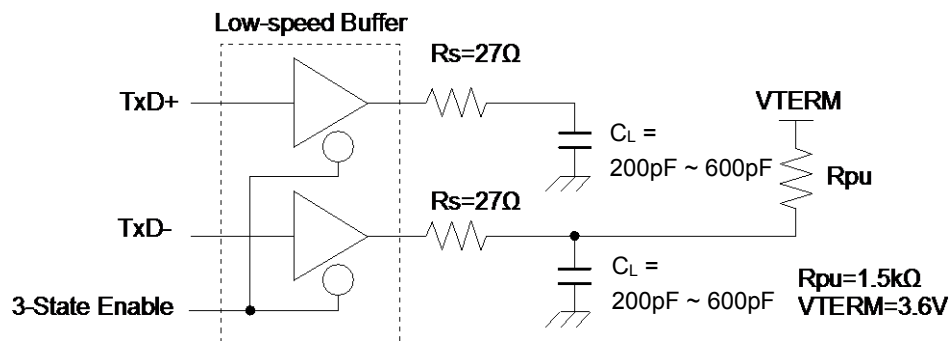 Low-speed Buffer
Rs=27Ω
TxD+
VTERM
CL =
200pF ~ 600pF
Rpu
Rs=27Ω
TxD-
CL =
200pF ~ 600pF
Rpu=1.5kΩ
VTERM=3.6V
3-State Enable